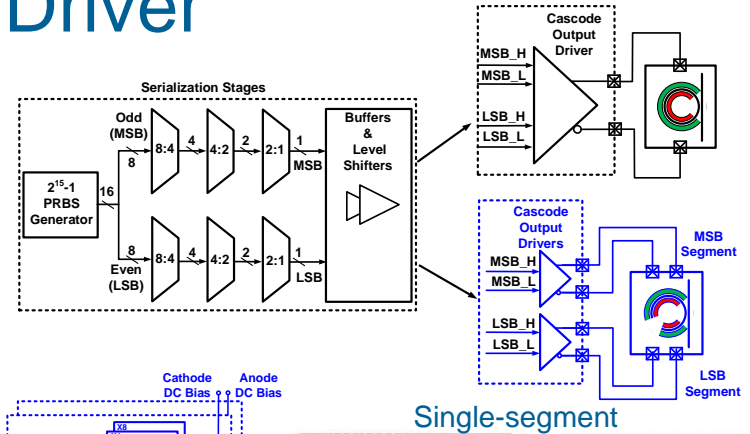 Driver
Serialization Stages
Odd
(MSB)
8
8:4
4
4:2
2
2:1
1
MSB
2^15-1
PRBS
Generator
16
8
Even
(LSB)
8:4
4
4:2
2
2:1
1
LSB
Buffers
&
Level
Shifters
Cascode
Output
Driver
MSB_H
MSB_L
LSB_H
LSB_L
Cascode
Output
Drivers
MSB_H
MSB_L
LSB_H
LSB_L
MSB
Segment
LSB
Segment
Cathode
DC Bias
Anode
DC Bias
X8
Single-segment